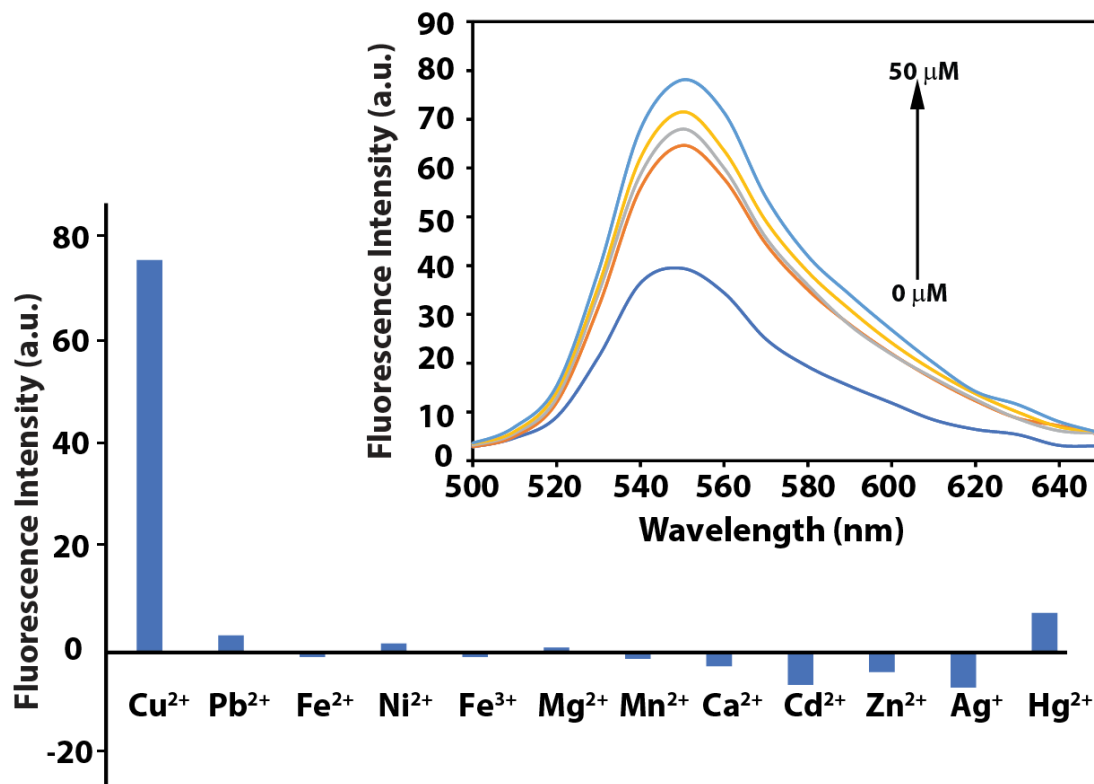 90
80
70
60
50
40
30
20
10
0
Fluorescence Intensity (a.u.)
50 μM
0 μM
500 520 540 560 580 600 620 640
Wavelength (nm)
80
60
40
20
0
-20
Fluorescence Intensity (a.u.)
Cu²⁺ Pb²⁺ Fe²⁺ Ni²⁺ Fe³⁺ Mg²⁺ Mn²⁺ Ca²⁺ Cd²⁺ Zn²⁺ Ag⁺ Hg²⁺